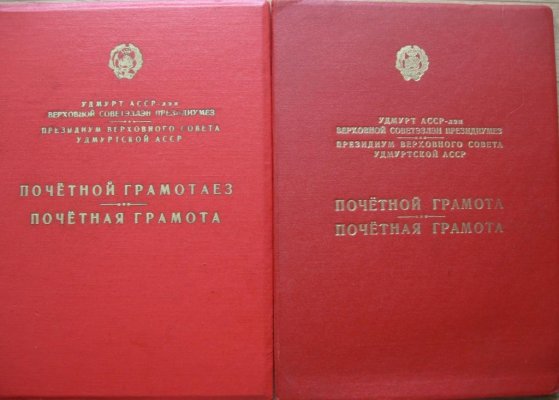 УДМУРТ АССР-лэн
ВЕРХОВНОЙ СОВЕТЭЗЛЭН ПРЕЗИДИУМЕЗ
ПРЕЗИДИУМ ВЕРХОВНОГО СОВЕТА
УДМУРТСКОЙ АССР
ПОЧЁТНОЙ ГРАМОТАЕЗ
ПОЧЁТНАЯ ГРАМОТА
УДМУРТ АССР-лэн
ВЕРХОВНОЙ СОВЕТЭЗЛЭН ПРЕЗИДИУМЕЗ
ПРЕЗИДИУМ ВЕРХОВНОГО СОВЕТА
УДМУРТСКОЙ АССР
ПОЧЁТНОЙ ГРАМОТА
ПОЧЁТНАЯ ГРАМОТА